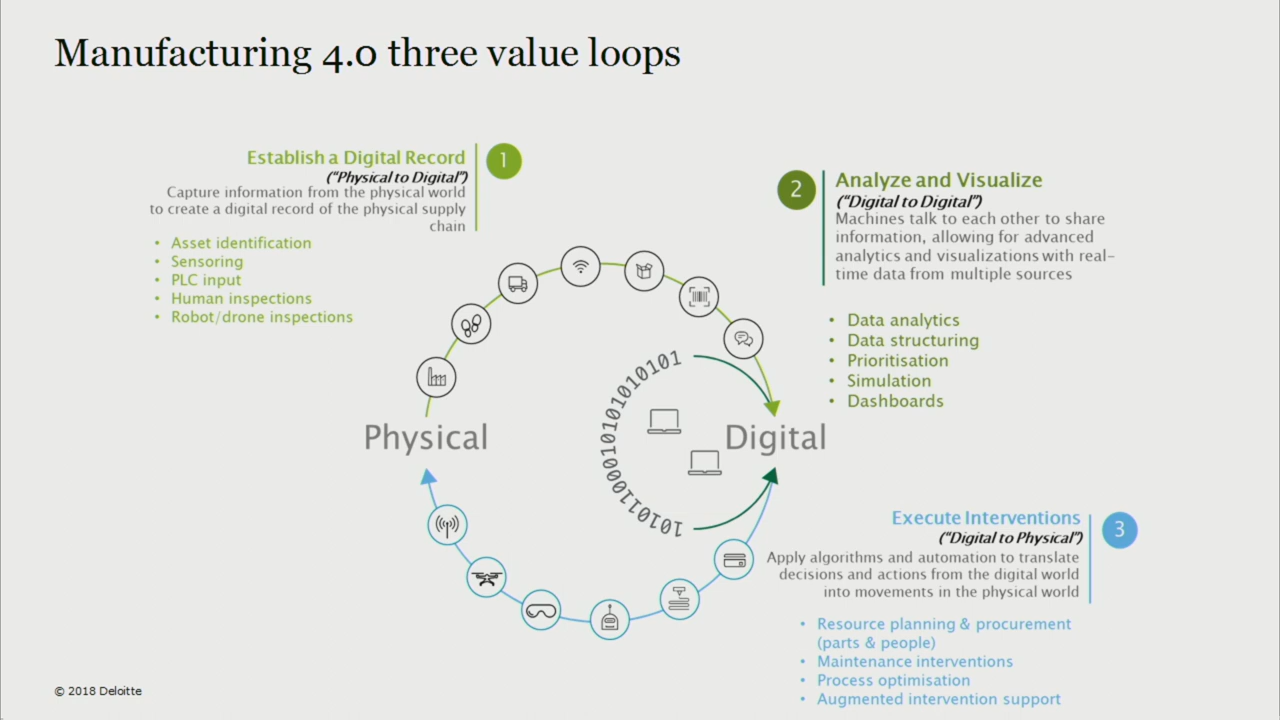 Manufacturing 4.0 three value loops
Establish a Digital Record
1
("Physical to Digital")
Capture information from the physical world
to create a digital record of the physical supply
chain
• Asset identification
• Sensoring
• PLC input
• Human inspections
• Robot/drone inspections
2
Analyze and Visualize
("Digital to Digital")
Machines talk to each other to share
information, allowing for advanced
analytics and visualizations with real-
time data from multiple sources
• Data analytics
• Data structuring
• Prioritisation
• Simulation
• Dashboards
Physical
Digital
Execute Interventions
3
("Digital to Physical")
Apply algorithms and automation to translate
decisions and actions from the digital world
into movements in the physical world
• Resource planning & procurement
(parts & people)
• Maintenance interventions
• Process optimisation
• Augmented intervention support
© 2018 Deloitte